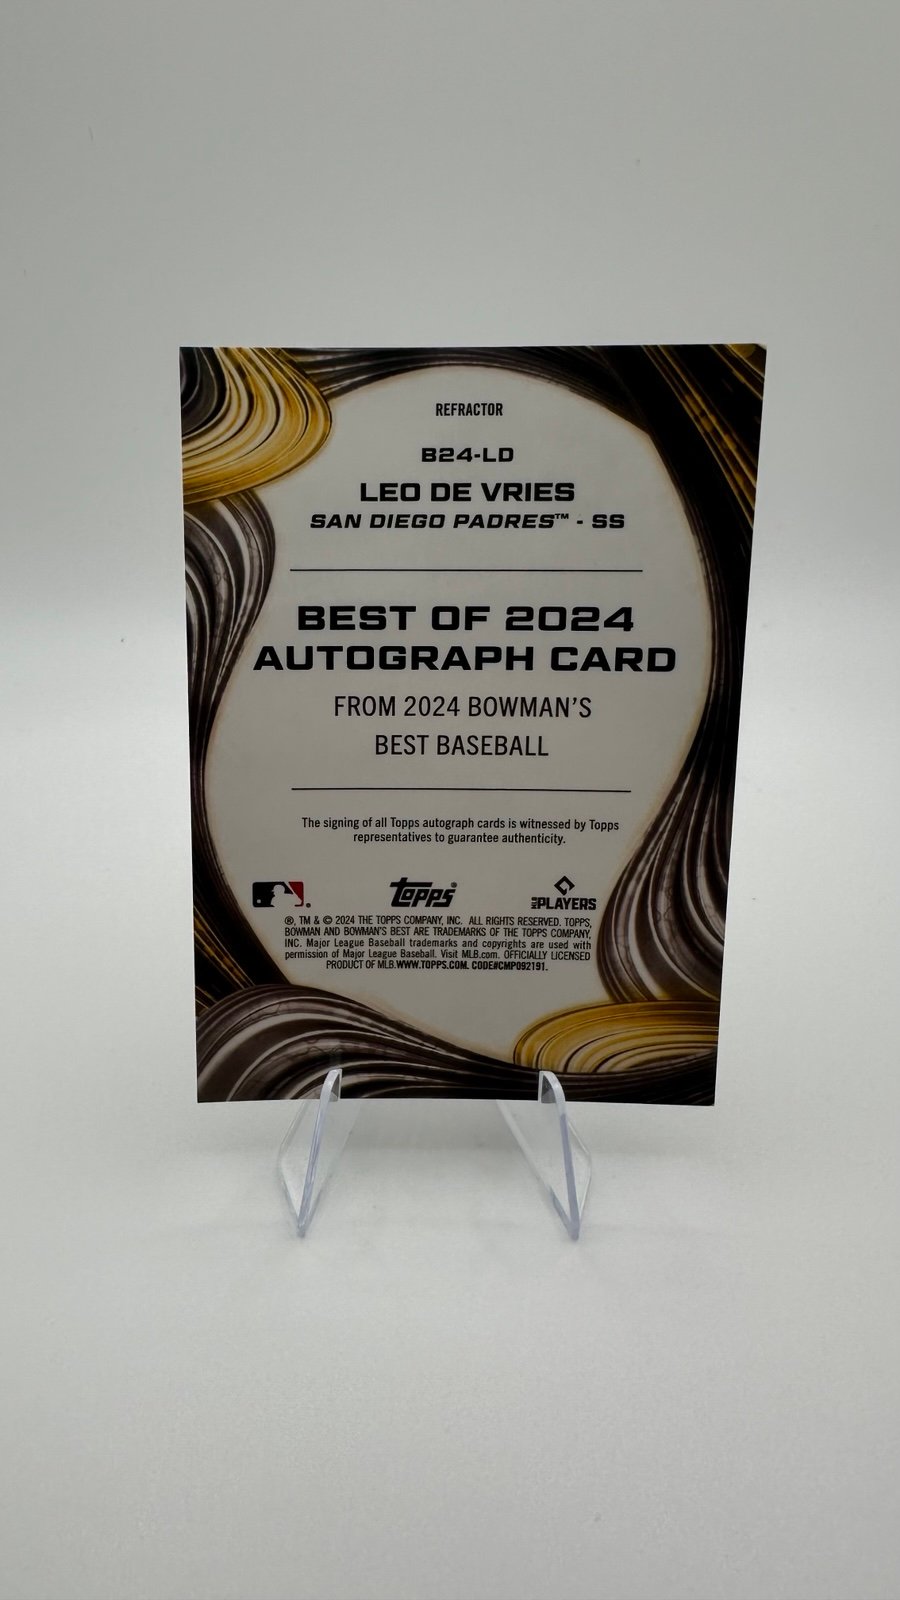 REFRACTOR
B24-LD
LEO DE VRIES
SAN DIEGO PADRES™ - SS
BEST OF 2024
AUTOGRAPH CARD
FROM 2024 BOWMAN'S
BEST BASEBALL
The signing of all Topps autograph cards is witnessed by Topps
representatives to guarantee authenticity.
Topps® MLB PLAYERS
®, TM & © 2024 THE TOPPS COMPANY, INC. ALL RIGHTS RESERVED. TOPPS,
BOWMAN AND BOWMAN'S BEST ARE TRADEMARKS OF THE TOPPS COMPANY,
INC. Major League Baseball trademarks and copyrights are used with
permission of Major League Baseball. Visit MLB.com. OFFICIALLY LICENSED
PRODUCT OF MLB.WWW.TOPPS.COM. CODE#CMP092191.